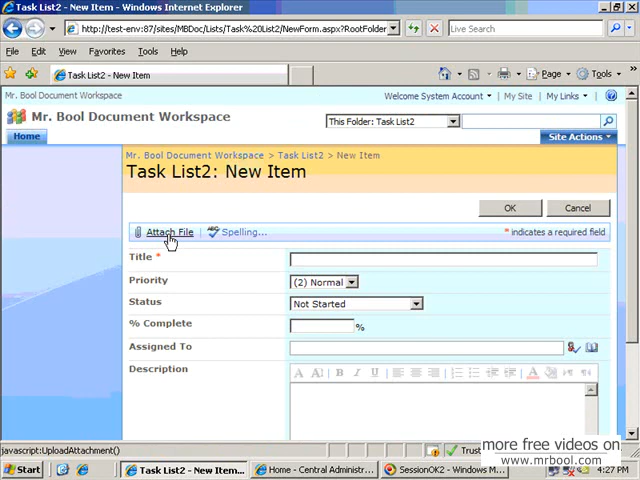 Task List2 - New Item - Windows Internet Explorer
http://test-env:87/sites/MBDoc/Lists/Task%20List2/NewForm.aspx?RootFolder
Live Search
File Edit View Favorites Tools Help
Task List2 - New Item
Page Tools
Mr. Bool Document Workspace
Welcome System Account My Site My Links
Mr. Bool Document Workspace
This Folder: Task List2
Home
Site Actions
Mr. Bool Document Workspace > Task List2 > New Item
Task List2: New Item
OK Cancel
Attach File ABC Spelling... * indicates a required field
Title *
Priority (2) Normal
Status Not Started
% Complete %
Assigned To
Description
A A B I U A
javascript:UploadAttachment()
Trust
more free videos on
www.mrbool.com
Start Task List2 - New Item... Home - Central Administr... SessionOK2 - Windows M... 4:27 PM